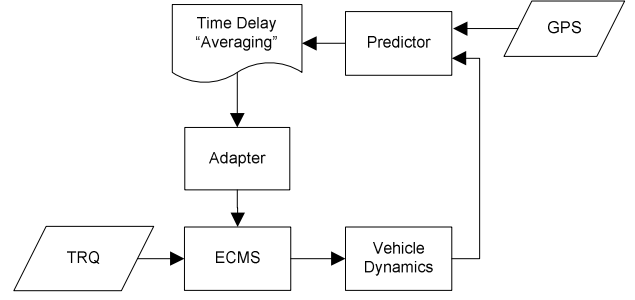 Time Delay
“Averaging”
Predictor
GPS
Adapter
TRQ
ECMS
Vehicle
Dynamics